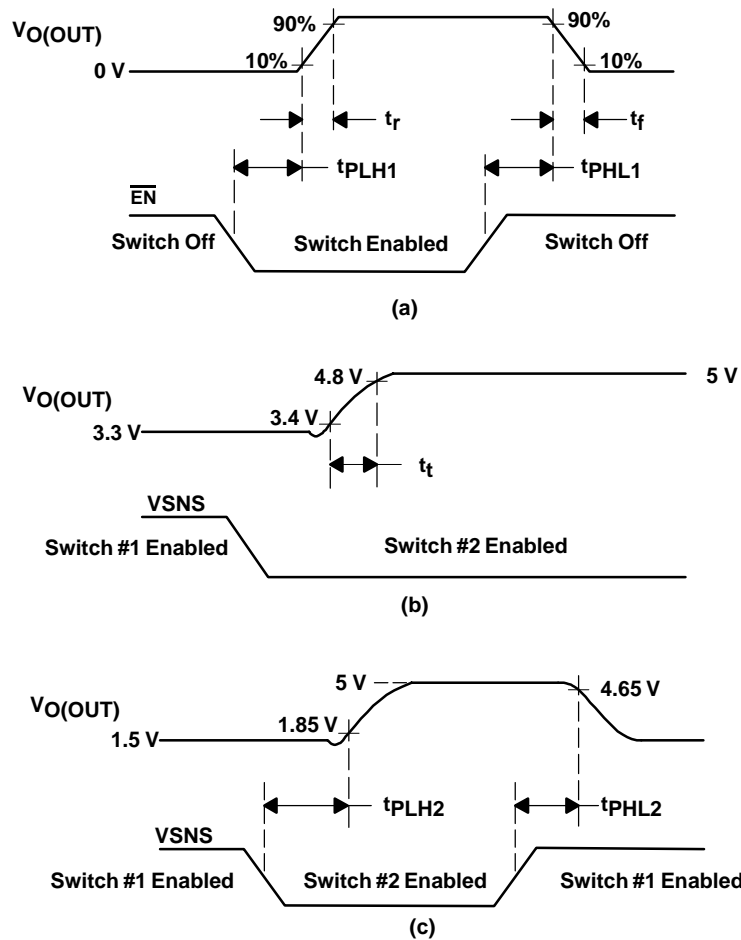 VO(OUT)
90%
90%
10%
10%
0 V
tr
tf
tPLH1
tPHL1
EN
Switch Off
Switch Enabled
Switch Off
(a)
4.8 V
5 V
VO(OUT)
3.4 V
3.3 V
tt
VSNS
Switch #1 Enabled
Switch #2 Enabled
(b)
5 V
4.65 V
VO(OUT)
1.85 V
1.5 V
tPLH2
tPHL2
VSNS
Switch #1 Enabled
Switch #2 Enabled
Switch #1 Enabled
(c)